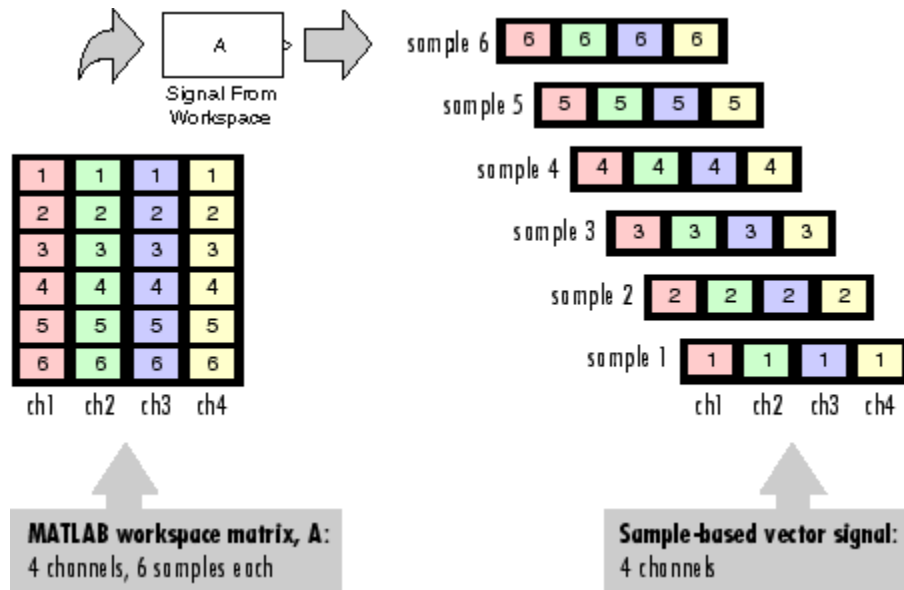 A
Signal From
Workspace
1 1 1 1
2 2 2 2
3 3 3 3
4 4 4 4
5 5 5 5
6 6 6 6
ch1 ch2 ch3 ch4
MATLAB workspace matrix, A:
4 channels, 6 samples each
sample 6 6 6 6 6
sample 5 5 5 5 5
sample 4 4 4 4 4
sample 3 3 3 3 3
sample 2 2 2 2 2
sample 1 1 1 1 1
ch1 ch2 ch3 ch4
Sample-based vector signal:
4 channels